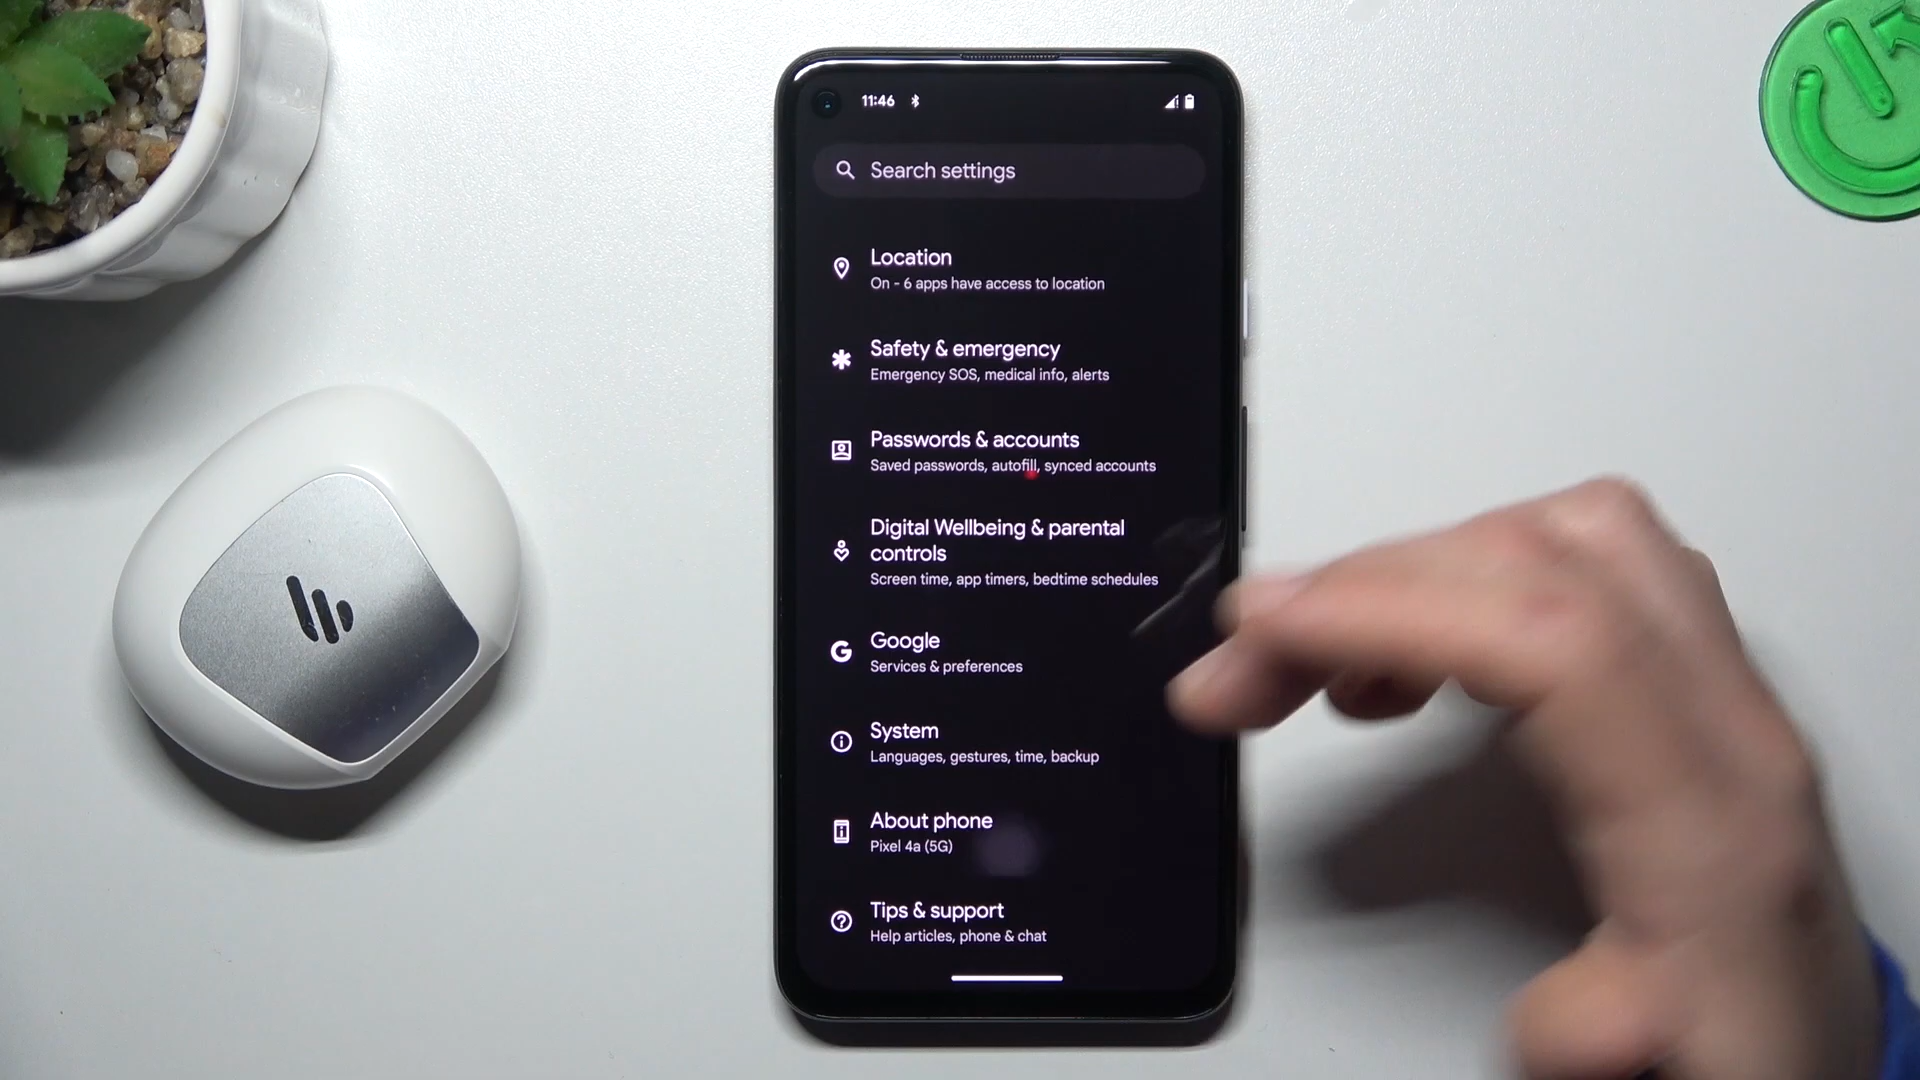 11:46
Search settings
Location
On - 6 apps have access to location
Safety & emergency
Emergency SOS, medical info, alerts
Passwords & accounts
Saved passwords, autofill, synced accounts
Digital Wellbeing & parental
controls
Screen time, app timers, bedtime schedules
Google
Services & preferences
System
Languages, gestures, time, backup
About phone
Pixel 4a (5G)
Tips & support
Help articles, phone & chat